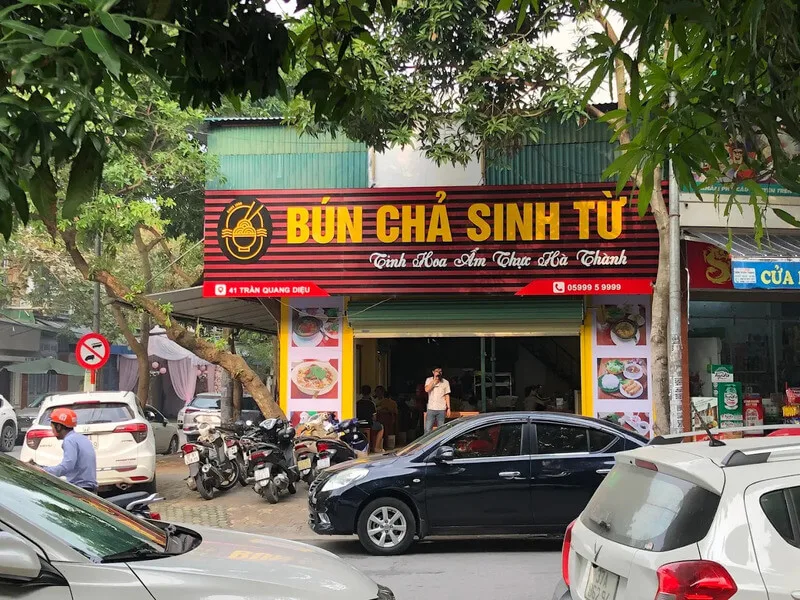 BÚN CHẢ SINH TỪ
Tinh Hoa Ẩm Thực Hà Thành
41 TRẦN QUANG DIỆU
05999 5 9999
CỬA